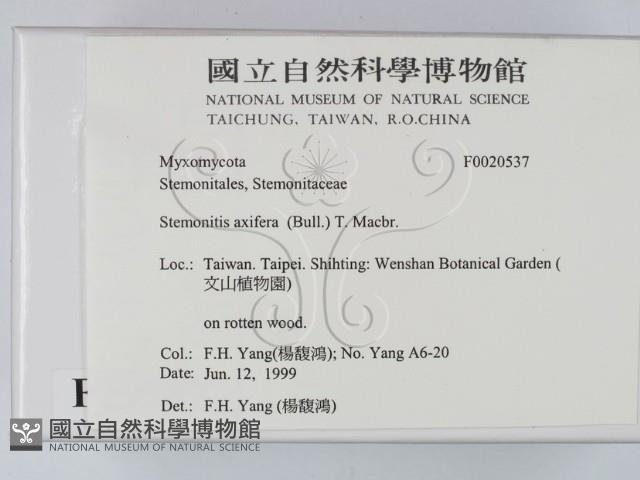 國立自然科學博物館
NATIONAL MUSEUM OF NATURAL SCIENCE
TAICHUNG, TAIWAN, R.O.CHINA
Myxomycota F0020537
Stemonitales, Stemonitaceae
Stemonitis axifera (Bull.) T. Macbr.
Loc.: Taiwan. Taipei. Shihting: Wenshan Botanical Garden (
文山植物園)
on rotten wood.
Col.: F.H. Yang(楊馥鴻); No. Yang A6-20
Date: Jun. 12, 1999
Det.: F.H. Yang (楊馥鴻)
國立自然科學博物館
NATIONAL MUSEUM OF NATURAL SCIENCE